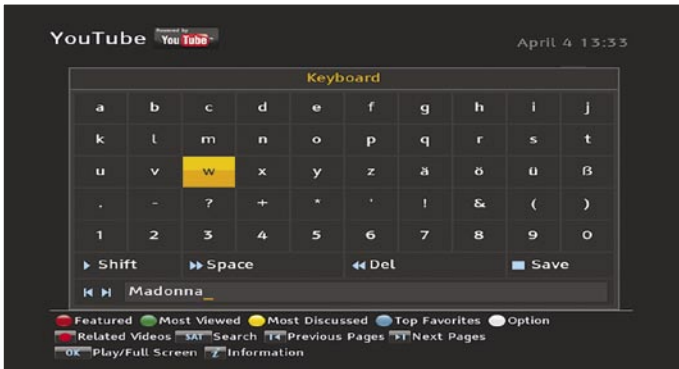 YouTube Powered by You Tube April 4 13:33
Keyboard
a b c d e f g h i j
k l m n o p q r s t
u v w x y z ä ö ü ß
. - ? + * ' ! & ( )
1 2 3 4 5 6 7 8 9 0
Shift Space Del Save
Madonna_
Featured Most Viewed Most Discussed Top Favorites Option
Related Videos SAT Search Previous Pages Next Pages
OK Play/Full Screen Z Information